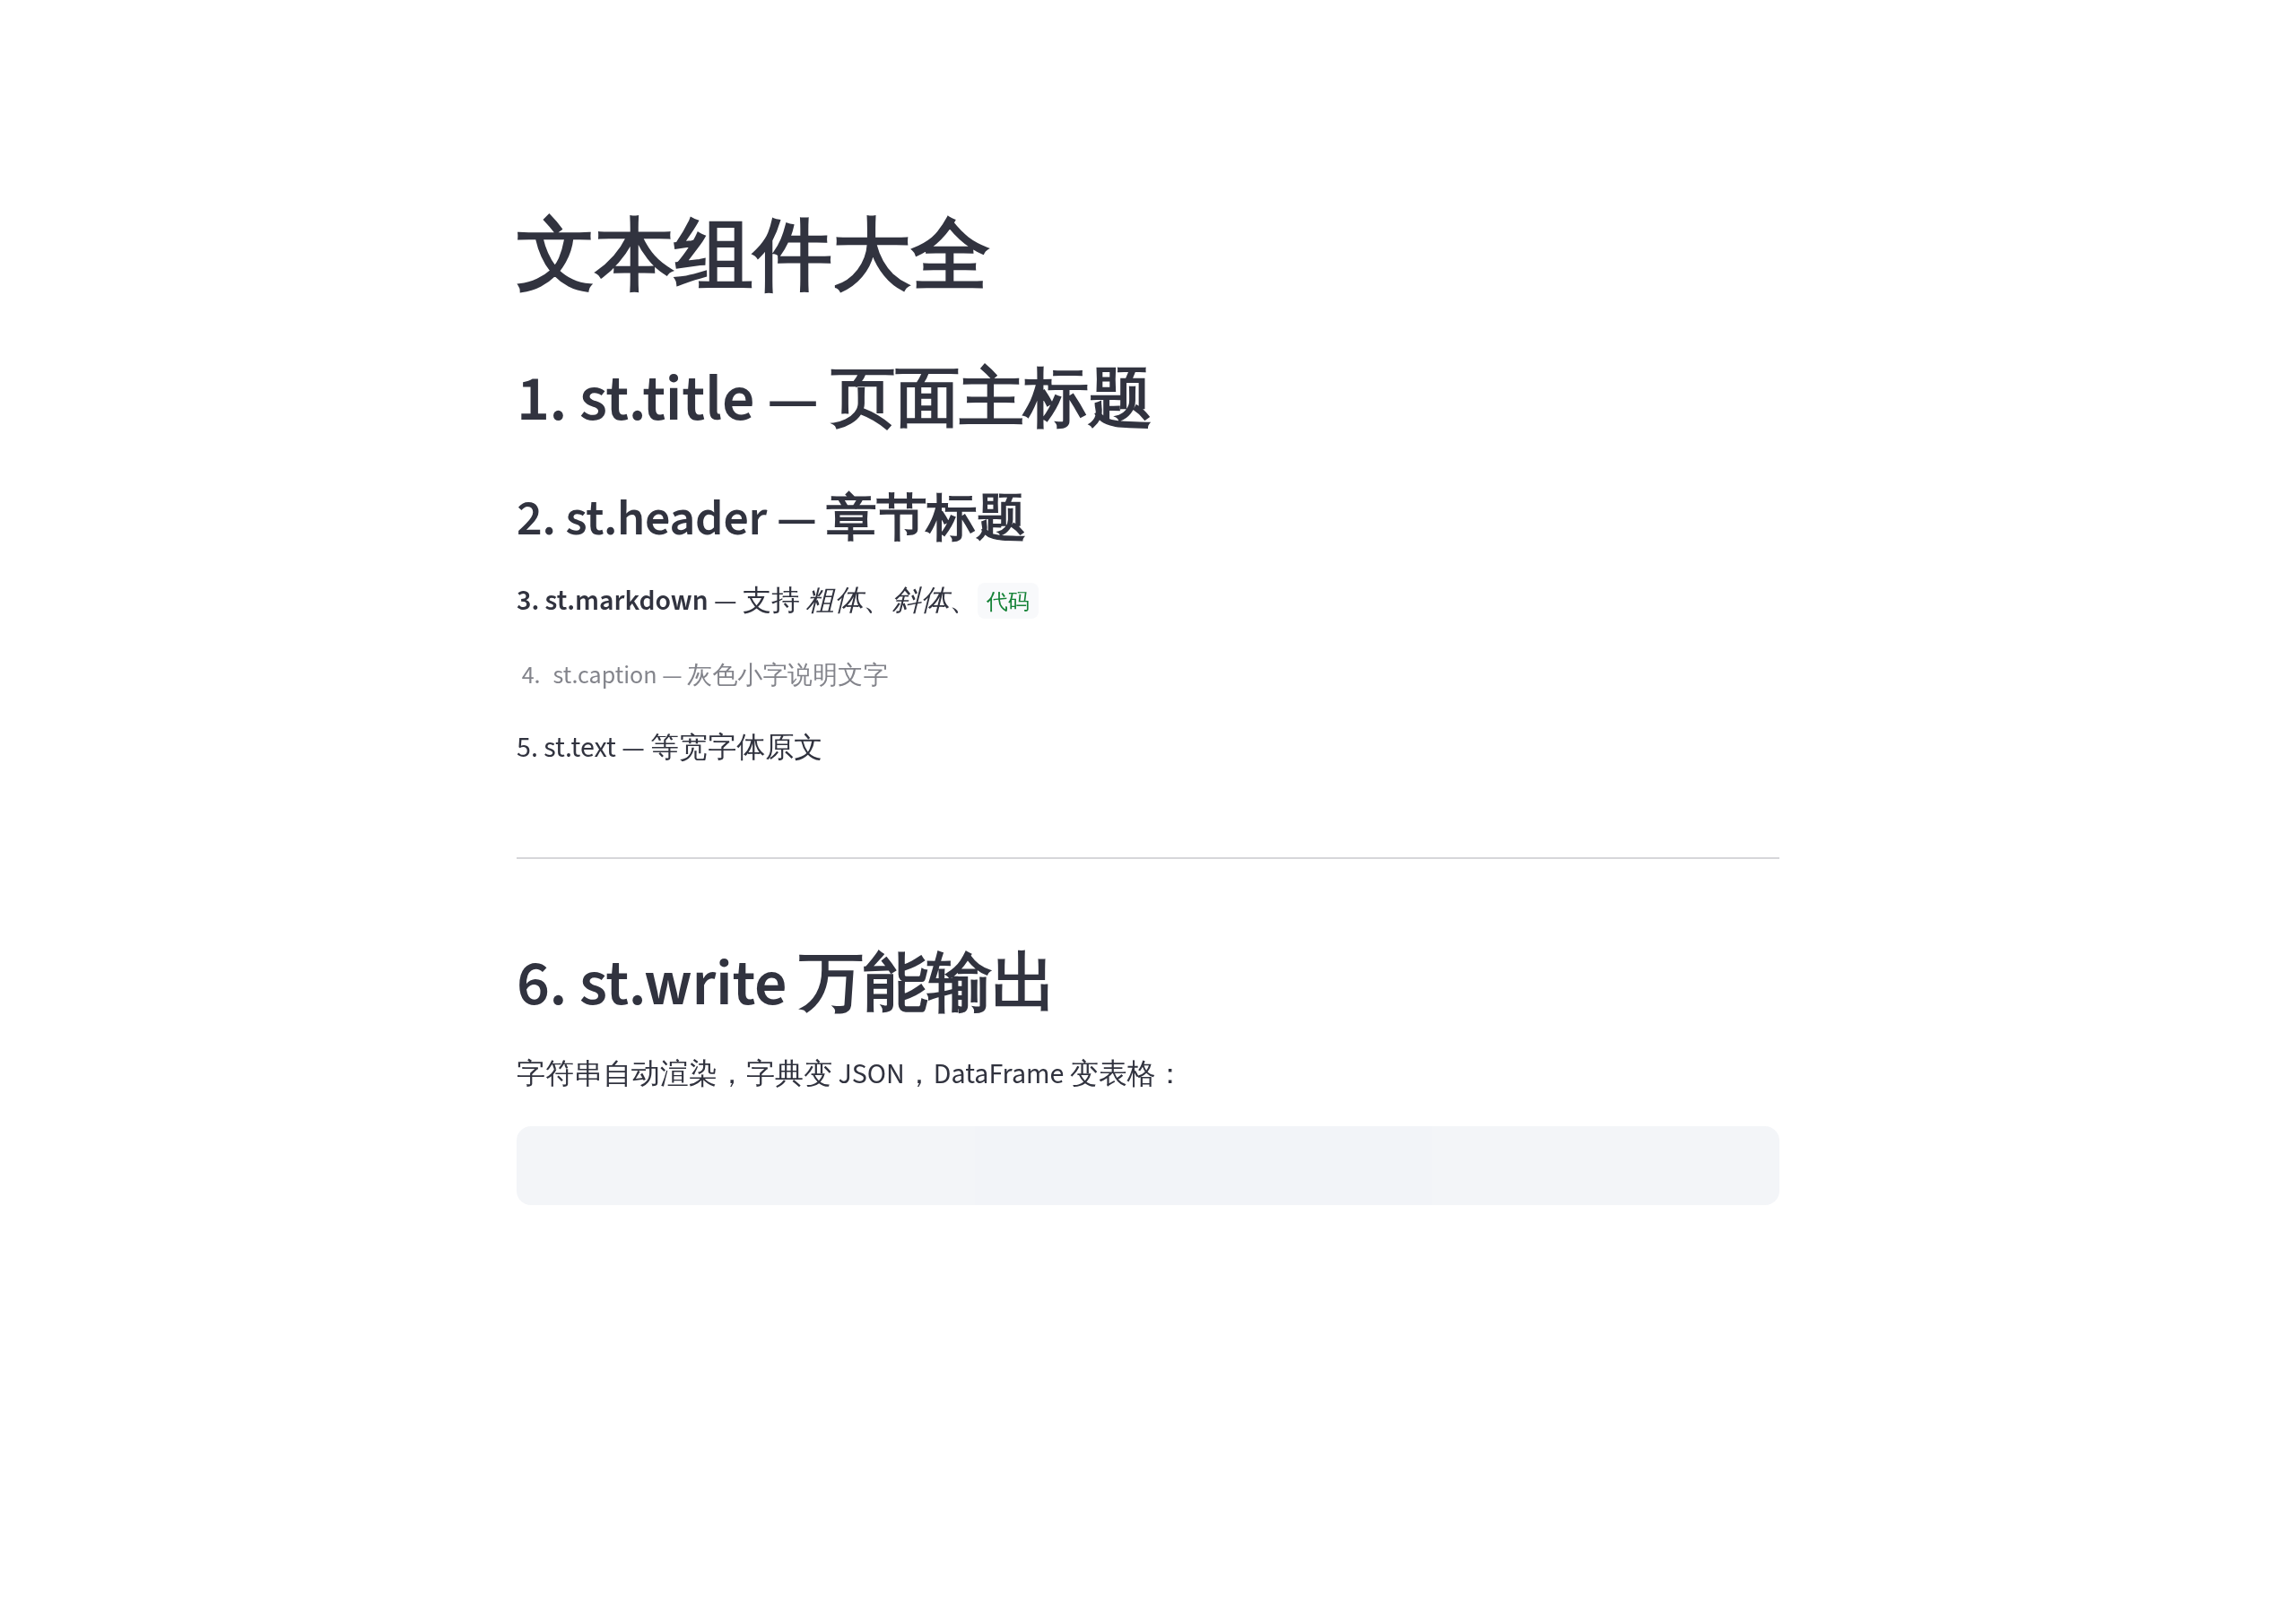 文本组件大全
1. st.title — 页面主标题
2. st.header — 章节标题
3. st.markdown — 支持 粗体、斜体、代码
4. st.caption — 灰色小字说明文字
5. st.text — 等宽字体原文
6. st.write 万能输出
字符串自动渲染，字典变 JSON，DataFrame 变表格：